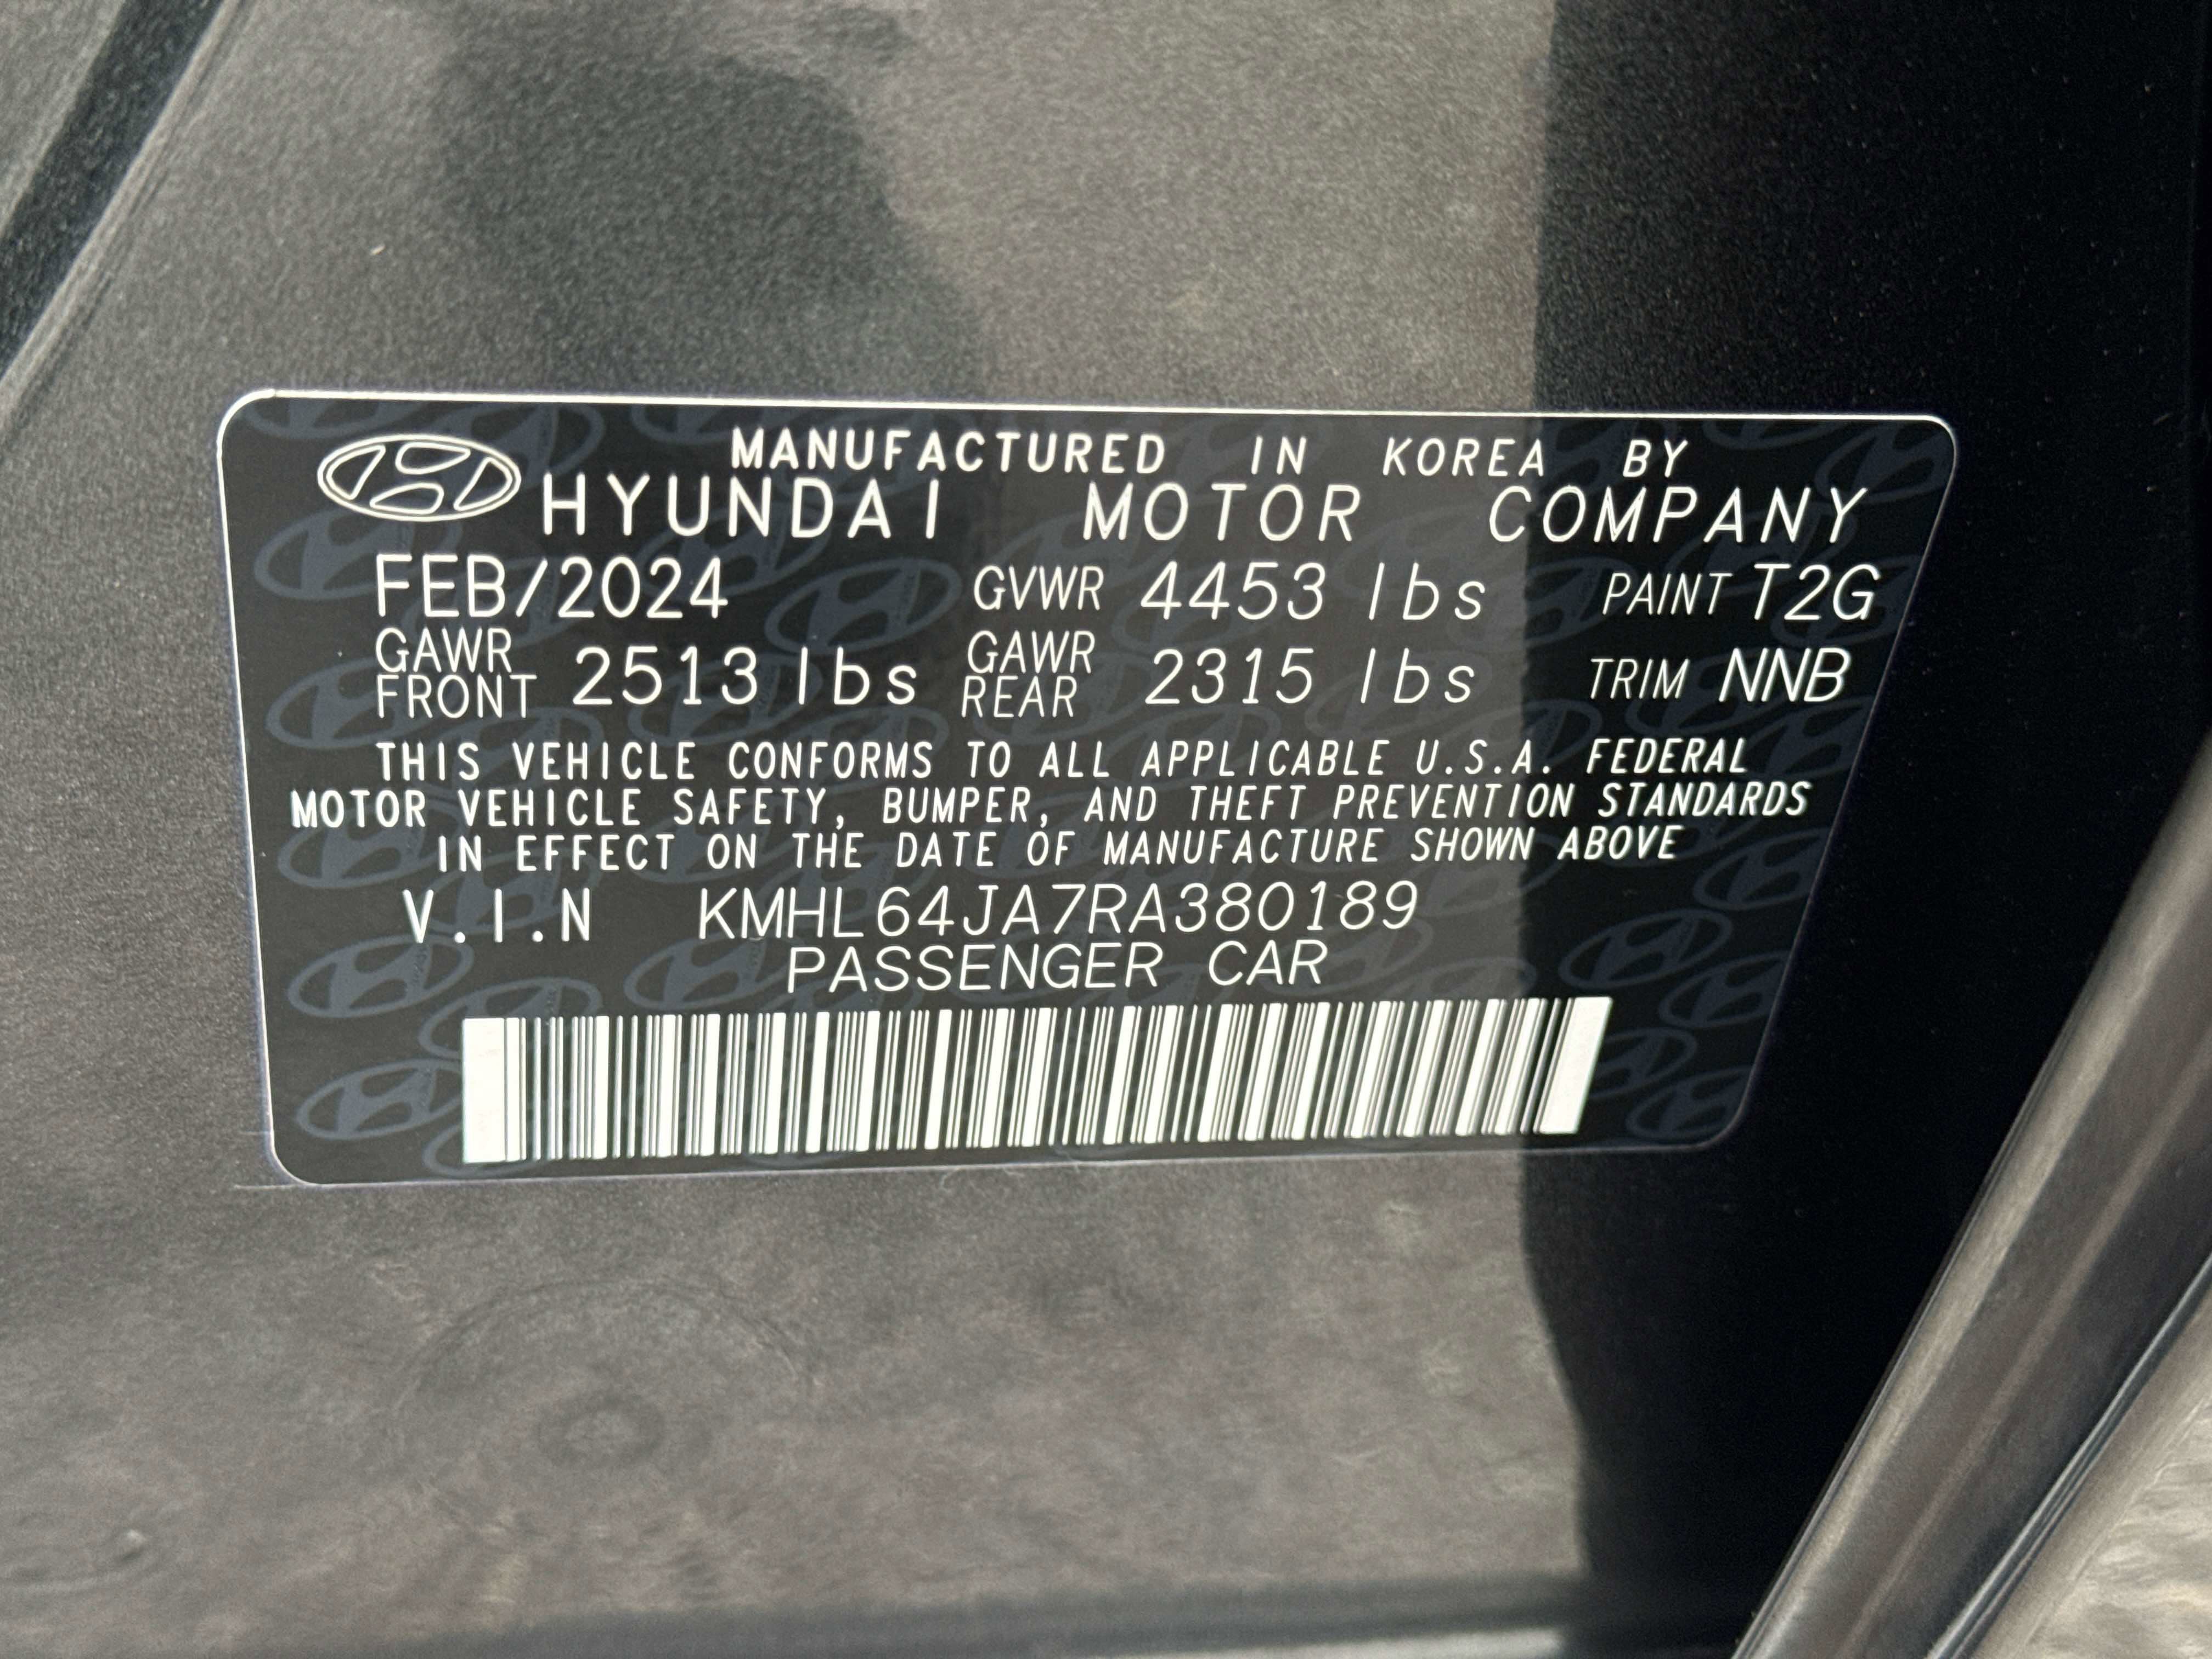 MANUFACTURED IN KOREA BY
HYUNDAI MOTOR COMPANY
FEB/2024 GVWR 4453 lbs PAINT T2G
GAWR FRONT 2513 lbs GAWR REAR 2315 lbs TRIM NNB
THIS VEHICLE CONFORMS TO ALL APPLICABLE U.S.A. FEDERAL
MOTOR VEHICLE SAFETY, BUMPER, AND THEFT PREVENTION STANDARDS
IN EFFECT ON THE DATE OF MANUFACTURE SHOWN ABOVE
V.I.N KMHL64JA7RA380189
PASSENGER CAR